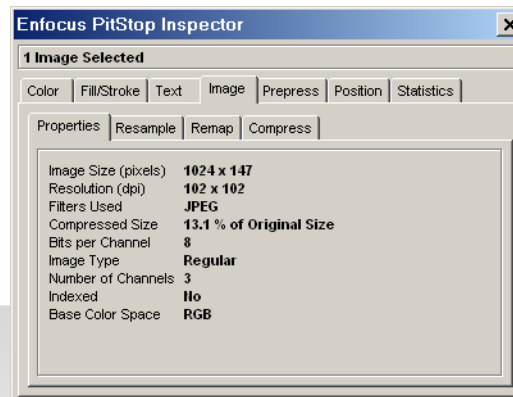 Enfocus PitStop Inspector
1 Image Selected
Color Fill/Stroke Text Image Prepress Position Statistics
Properties Resample Remap Compress
Image Size (pixels) 1024 x 147
Resolution (dpi) 102 x 102
Filters Used JPEG
Compressed Size 13.1 % of Original Size
Bits per Channel 8
Image Type Regular
Number of Channels 3
Indexed No
Base Color Space RGB